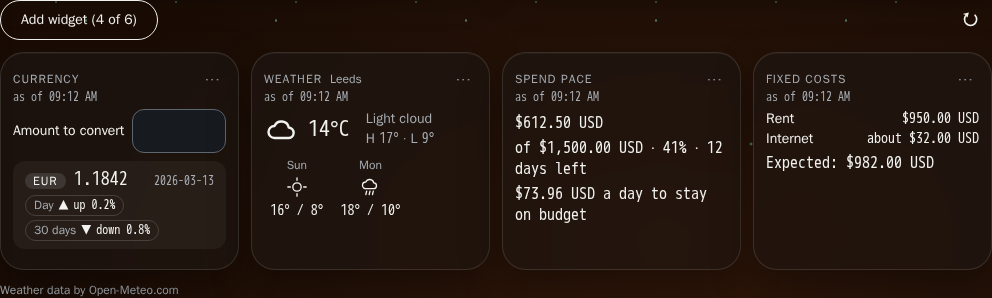 Add widget (4 of 6)
CURRENCY ...
as of 09:12 AM
Amount to convert
EUR 1.1842 2026-03-13
Day ▲ up 0.2%
30 days ▼ down 0.8%
WEATHER Leeds ...
as of 09:12 AM
14°C
Light cloud
H 17° · L 9°
Sun Mon
16° / 8° 18° / 10°
SPEND PACE ...
as of 09:12 AM
$612.50 USD
of $1,500.00 USD · 41% · 12
days left
$73.96 USD a day to stay
on budget
FIXED COSTS ...
as of 09:12 AM
Rent $950.00 USD
Internet about $32.00 USD
Expected: $982.00 USD
Weather data by Open-Meteo.com